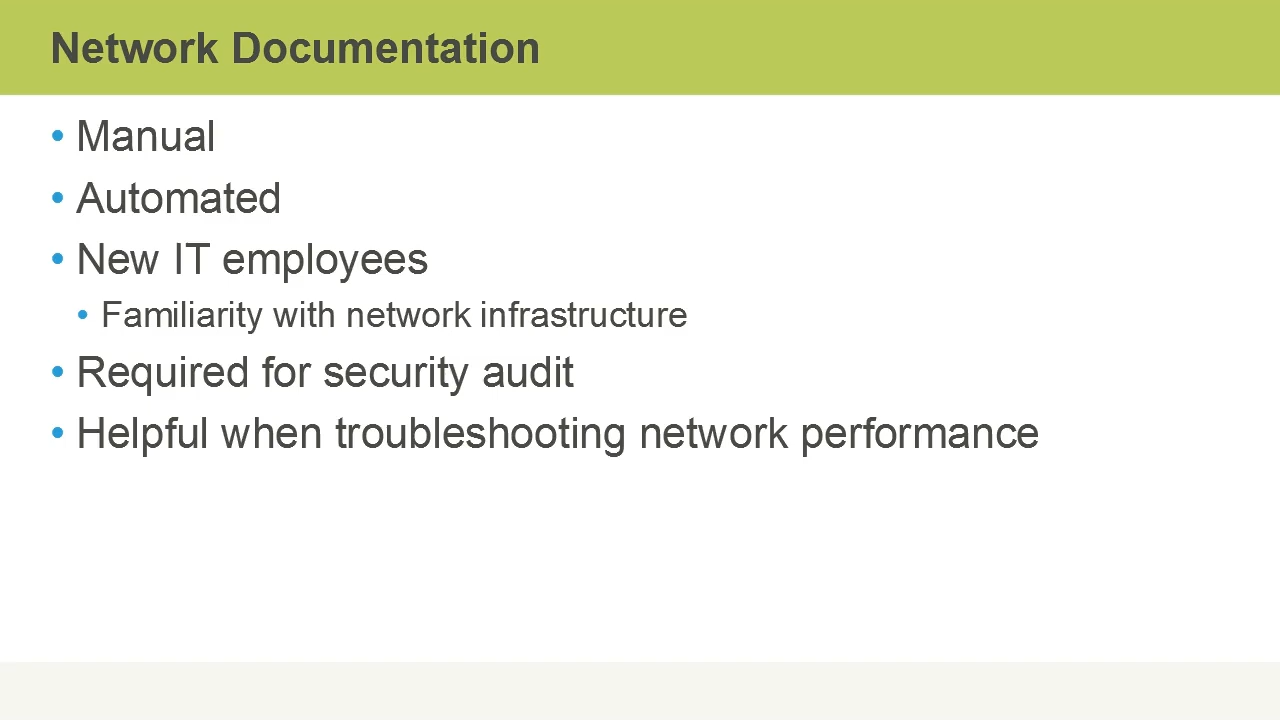 Network Documentation
• Manual
• Automated
• New IT employees
• Familiarity with network infrastructure
• Required for security audit
• Helpful when troubleshooting network performance